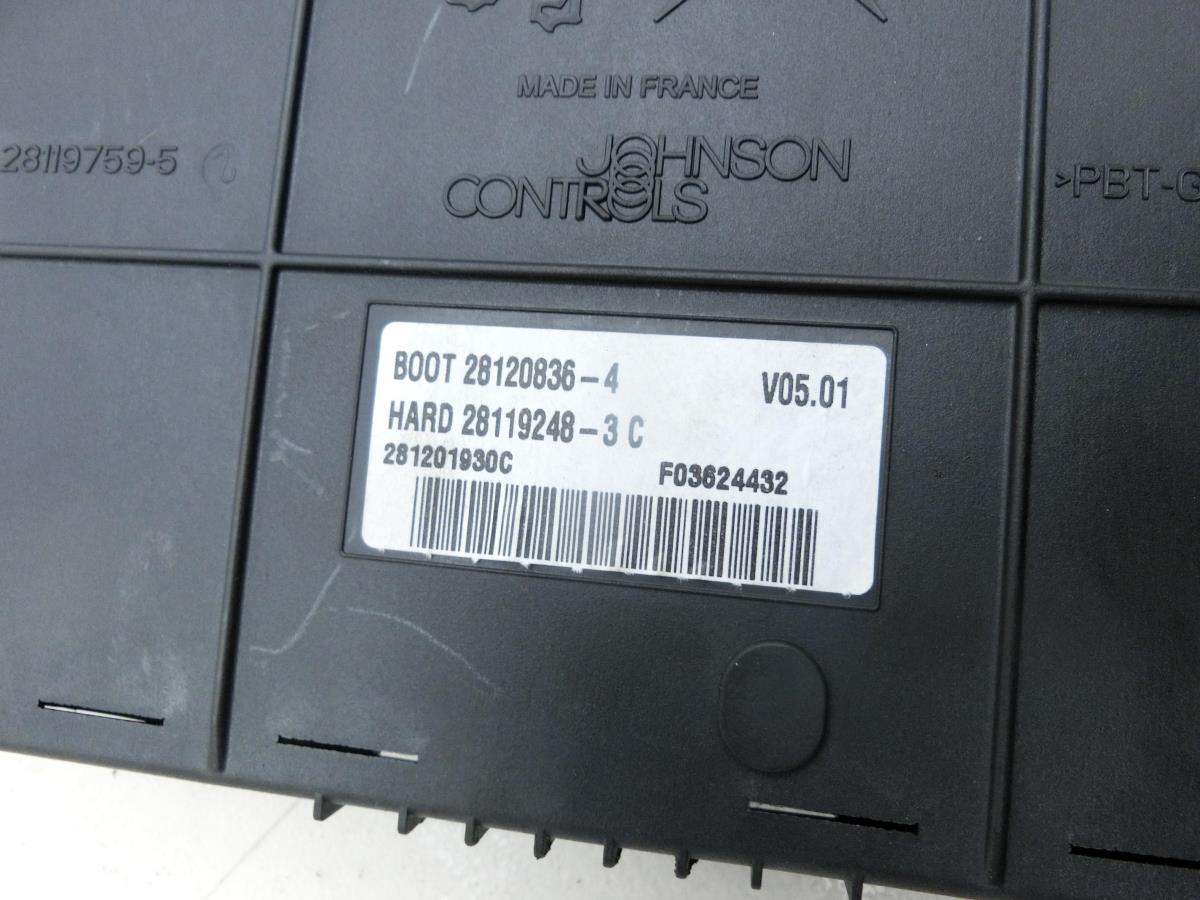 MADE IN FRANCE
JOHNSON
CONTROLS
28119759-5
>PBT-G
BOOT 28120836-4
V05.01
HARD 28119248-3 C
281201930C
F03624432